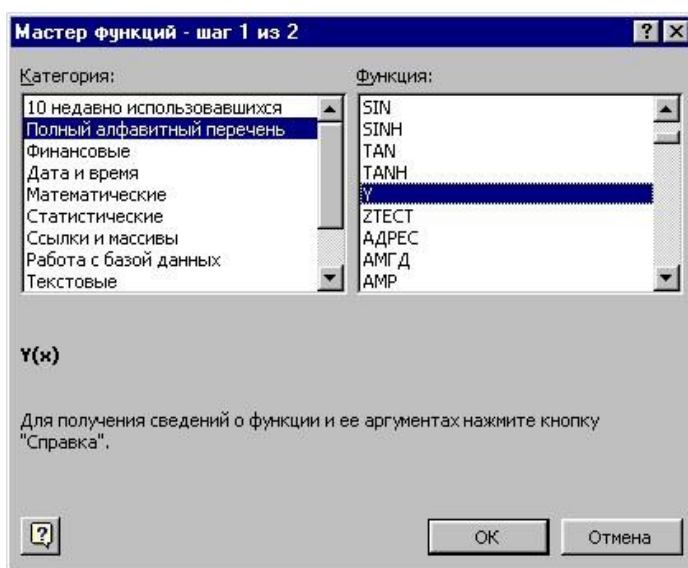 Мастер функций - шаг 1 из 2
Категория:
10 недавно использовавшихся
Полный алфавитный перечень
Финансовые
Дата и время
Математические
Статистические
Ссылки и массивы
Работа с базой данных
Текстовые
Функция:
SIN
SINH
TAN
TANH
Y
ZТЕСТ
АДРЕС
АМГД
АМР
Y(x)
Для получения сведений о функции и ее аргументах нажмите кнопку
"Справка".
ОК
Отмена